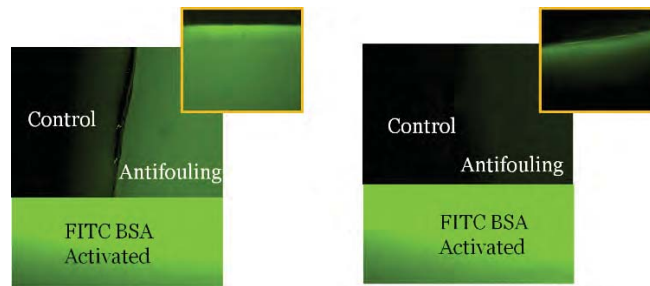 Control
Antifouling
FITC BSA
Activated
Control
Antifouling
FITC BSA
Activated